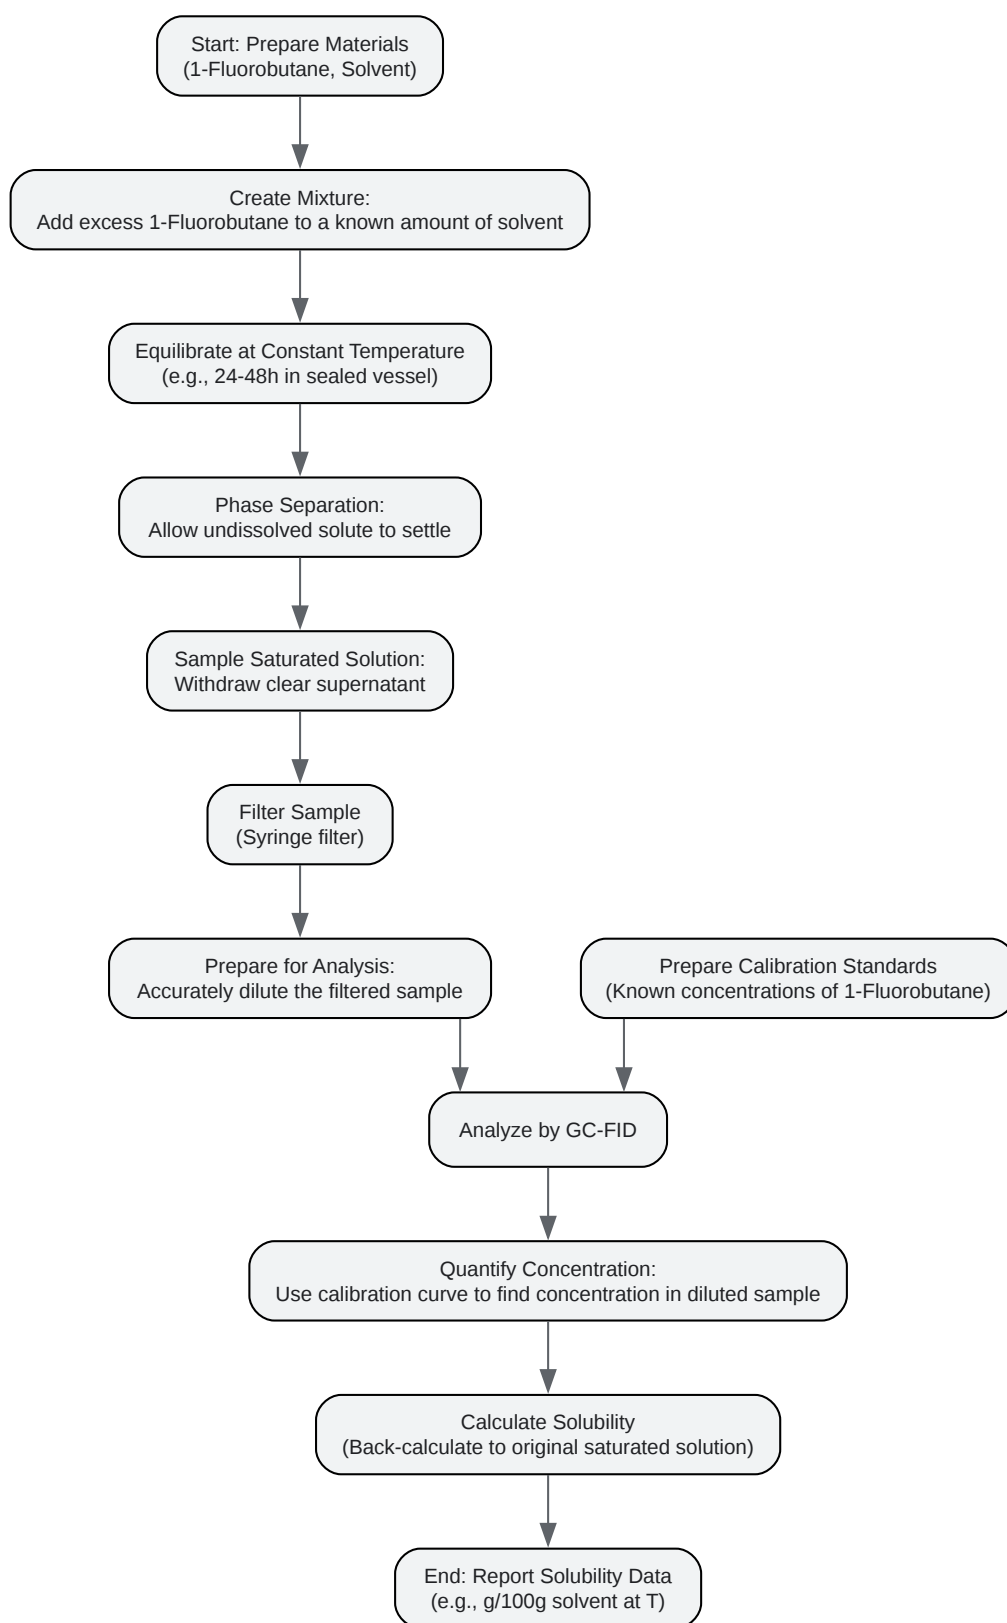 Start: Prepare Materials
(1-Fluorobutane, Solvent)
Create Mixture:
Add excess 1-Fluorobutane to a known amount of solvent
Equilibrate at Constant Temperature
(e.g., 24-48h in sealed vessel)
Phase Separation:
Allow undissolved solute to settle
Sample Saturated Solution:
Withdraw clear supernatant
Filter Sample
(Syringe filter)
Prepare for Analysis:
Accurately dilute the filtered sample
Prepare Calibration Standards
(Known concentrations of 1-Fluorobutane)
Analyze by GC-FID
Quantify Concentration:
Use calibration curve to find concentration in diluted sample
Calculate Solubility
(Back-calculate to original saturated solution)
End: Report Solubility Data
(e.g., g/100g solvent at T)